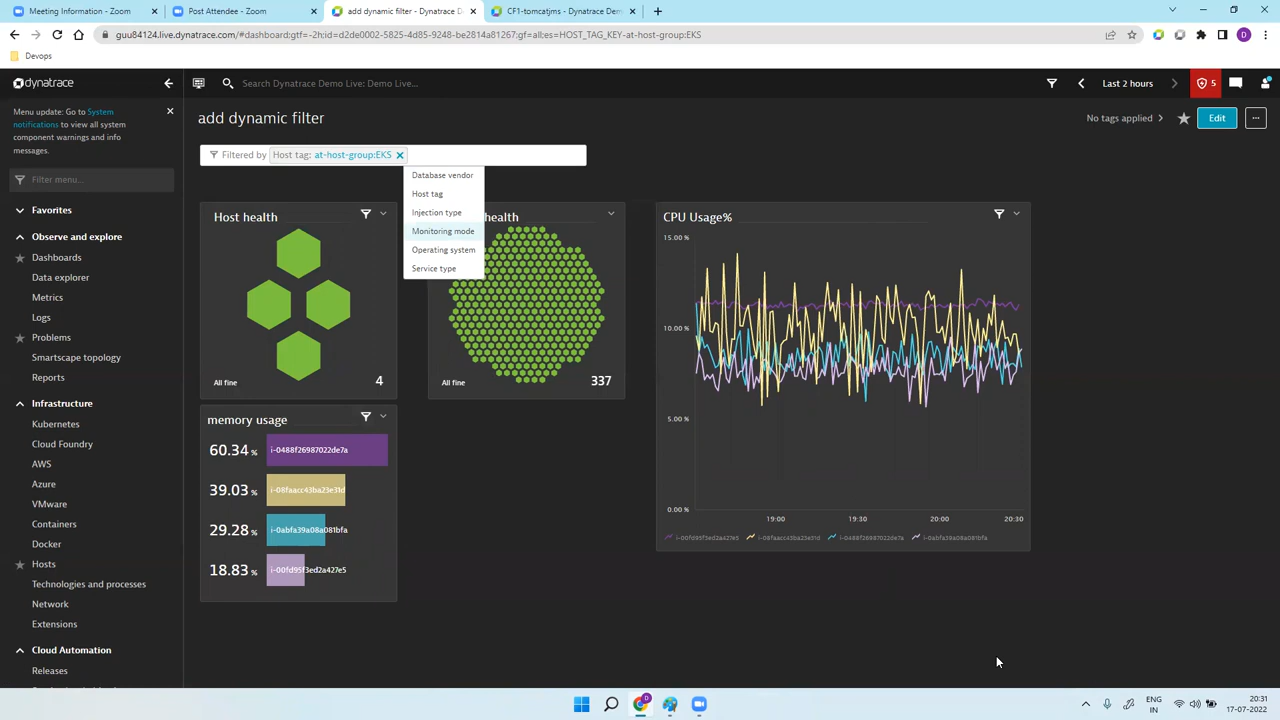 Meeting Information - Zoom
Post Attendee - Zoom
add dynamic filter - Dynatrace De
CF1-tomcatjms - Dynatrace Demo
guu84124.live.dynatrace.com/#dashboard;gtf=-2h;id=d2de0002-5825-4d85-9248-be2814a81267;gf=all;es=HOST_TAG_KEY-at-host-group:EKS
D
Devops
dynatrace
Search Dynatrace Demo Live: Demo Live...
Last 2 hours
5
Menu update: Go to System
notifications to view all system
component warnings and info
messages.
add dynamic filter
No tags applied
Edit
...
Filter menu...
Filtered by Host tag: at-host-group:EKS
Database vendor
Host tag
Injection type
Monitoring mode
Operating system
Service type
Favorites
Observe and explore
Dashboards
Data explorer
Metrics
Logs
Problems
Smartscape topology
Reports
Infrastructure
Kubernetes
Cloud Foundry
AWS
Azure
VMware
Containers
Docker
Hosts
Technologies and processes
Network
Extensions
Cloud Automation
Releases
Host health
All fine
4
health
All fine
337
CPU Usage%
15.00 %
10.00 %
5.00 %
0.00 %
19:00
19:30
20:00
20:30
i-00fd95f3ed2a427e5
i-08faacc43ba23e31d
i-0488f26987022de7a
i-0abfa39a08a081bfa
memory usage
60.34 %
i-0488f26987022de7a
39.03 %
i-08faacc43ba23e31d
29.28 %
i-0abfa39a08a081bfa
18.83 %
i-00fd95f3ed2a427e5
D
ENG
IN
20:31
17-07-2022